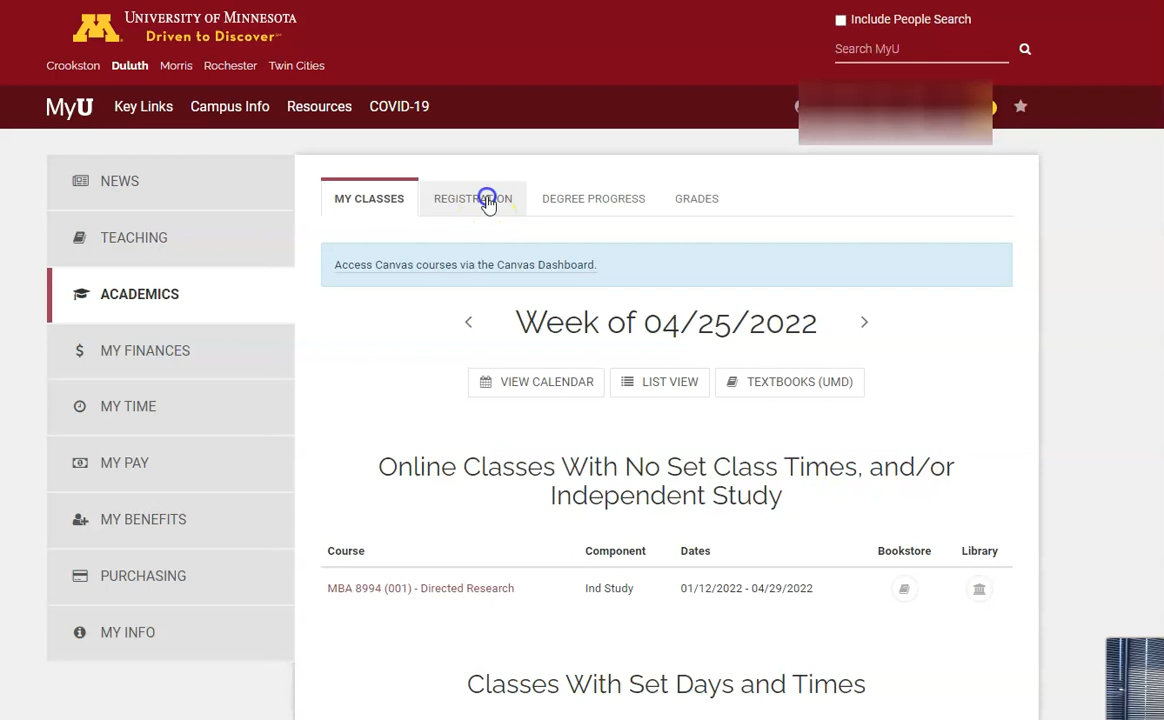 UNIVERSITY OF MINNESOTA
Driven to Discover℠
Include People Search
Search MyU
Crookston Duluth Morris Rochester Twin Cities
MyU Key Links Campus Info Resources COVID-19
NEWS
TEACHING
ACADEMICS
MY FINANCES
MY TIME
MY PAY
MY BENEFITS
PURCHASING
MY INFO
MY CLASSES REGISTRATION DEGREE PROGRESS GRADES
Access Canvas courses via the Canvas Dashboard.
Week of 04/25/2022
VIEW CALENDAR LIST VIEW TEXTBOOKS (UMD)
Online Classes With No Set Class Times, and/or
Independent Study
Course Component Dates Bookstore Library
MBA 8994 (001) - Directed Research Ind Study 01/12/2022 - 04/29/2022
Classes With Set Days and Times